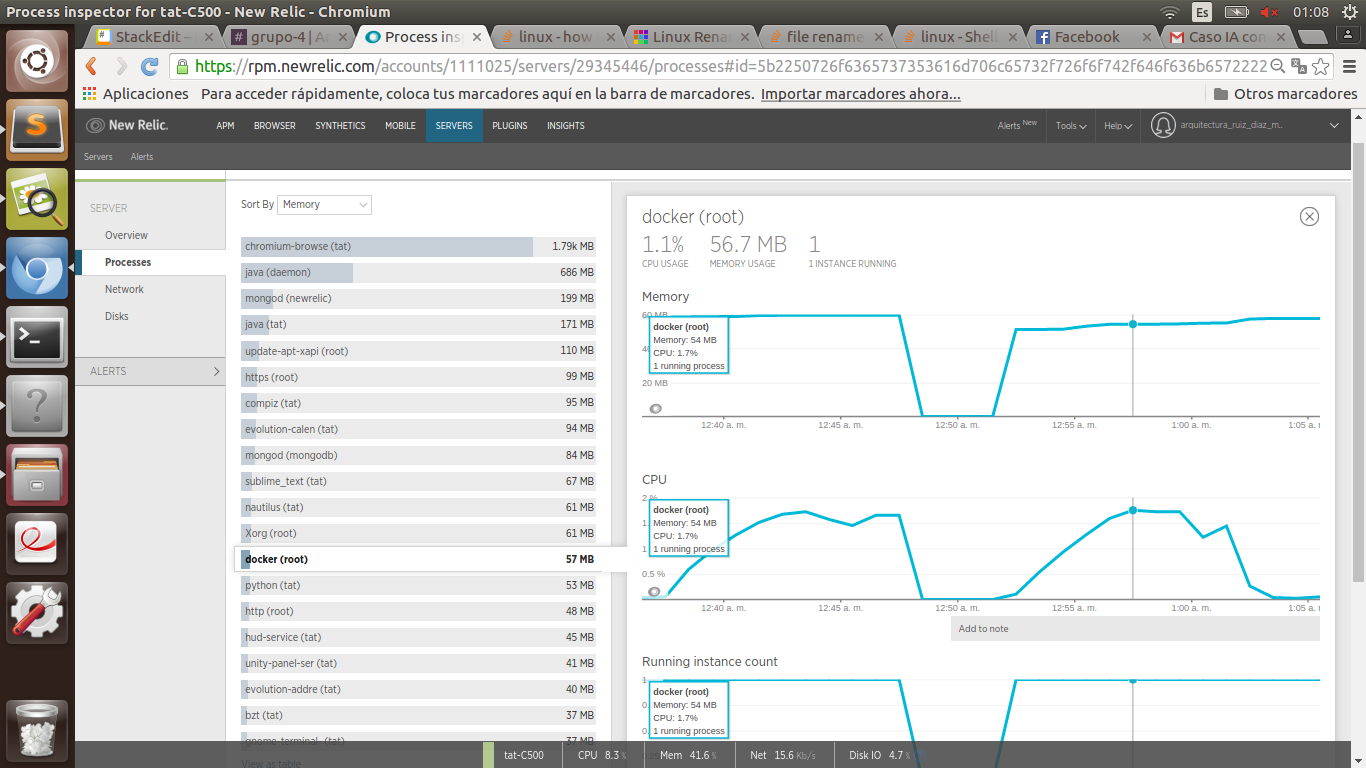 Process inspector for tat-C500 - New Relic - Chromium
Es
01:08
StackEdit –
grupo-4 | A
Process ins
linux - how
Linux Rena
file rename
linux - Shell
Facebook
Caso IA con
https://rpm.newrelic.com/accounts/1111025/servers/29345446/processes#id=5b2250726f6365737353616d706c65732f726f6f742f646f636b6572222
Aplicaciones
Para acceder rápidamente, coloca tus marcadores aquí en la barra de marcadores.
Importar marcadores ahora...
Otros marcadores
New Relic.
APM
BROWSER
SYNTHETICS
MOBILE
SERVERS
PLUGINS
INSIGHTS
Alerts New
Tools
Help
arquitectura_ruiz_diaz_m..
Servers
Alerts
SERVER
Overview
Processes
Network
Disks
ALERTS
Sort By
Memory
chromium-browse (tat) 1.79k MB
java (daemon) 686 MB
mongod (newrelic) 199 MB
java (tat) 171 MB
update-apt-xapi (root) 110 MB
https (root) 99 MB
compiz (tat) 95 MB
evolution-calen (tat) 94 MB
mongod (mongodb) 84 MB
sublime_text (tat) 67 MB
nautilus (tat) 61 MB
Xorg (root) 61 MB
docker (root) 57 MB
python (tat) 53 MB
http (root) 48 MB
hud-service (tat) 45 MB
unity-panel-ser (tat) 41 MB
evolution-addre (tat) 40 MB
bzt (tat) 37 MB
gnome-terminal- (tat) 37 MB
View as table
docker (root)
1.1% 56.7 MB 1
CPU USAGE MEMORY USAGE 1 INSTANCE RUNNING
Memory
60 MB
docker (root)
Memory: 54 MB
CPU: 1.7%
1 running process
20 MB
12:40 a. m. 12:45 a. m. 12:50 a. m. 12:55 a. m. 1:00 a. m. 1:05 a.
CPU
2 %
docker (root)
Memory: 54 MB
CPU: 1.7%
1 running process
0.5 %
12:40 a. m. 12:45 a. m. 12:50 a. m. 12:55 a. m. 1:00 a. m. 1:05 a.
Add to note
Running instance count
1
docker (root)
Memory: 54 MB
CPU: 1.7%
1 running process
tat-C500
CPU 8.3 %
Mem 41.6 %
Net 15.6 Kb/s
Disk IO 4.7 %